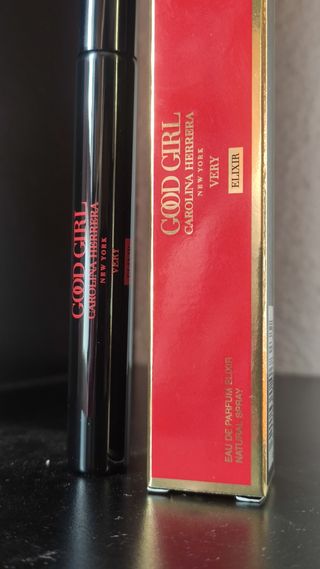 GOOD GIRL
CAROLINA HERRERA
NEW YORK
VERY
GOOD GIRL
CAROLINA HERRERA
NEW YORK
VERY
ELIXIR
EAU DE PARFUM ELIXIR
NATURAL SPRAY